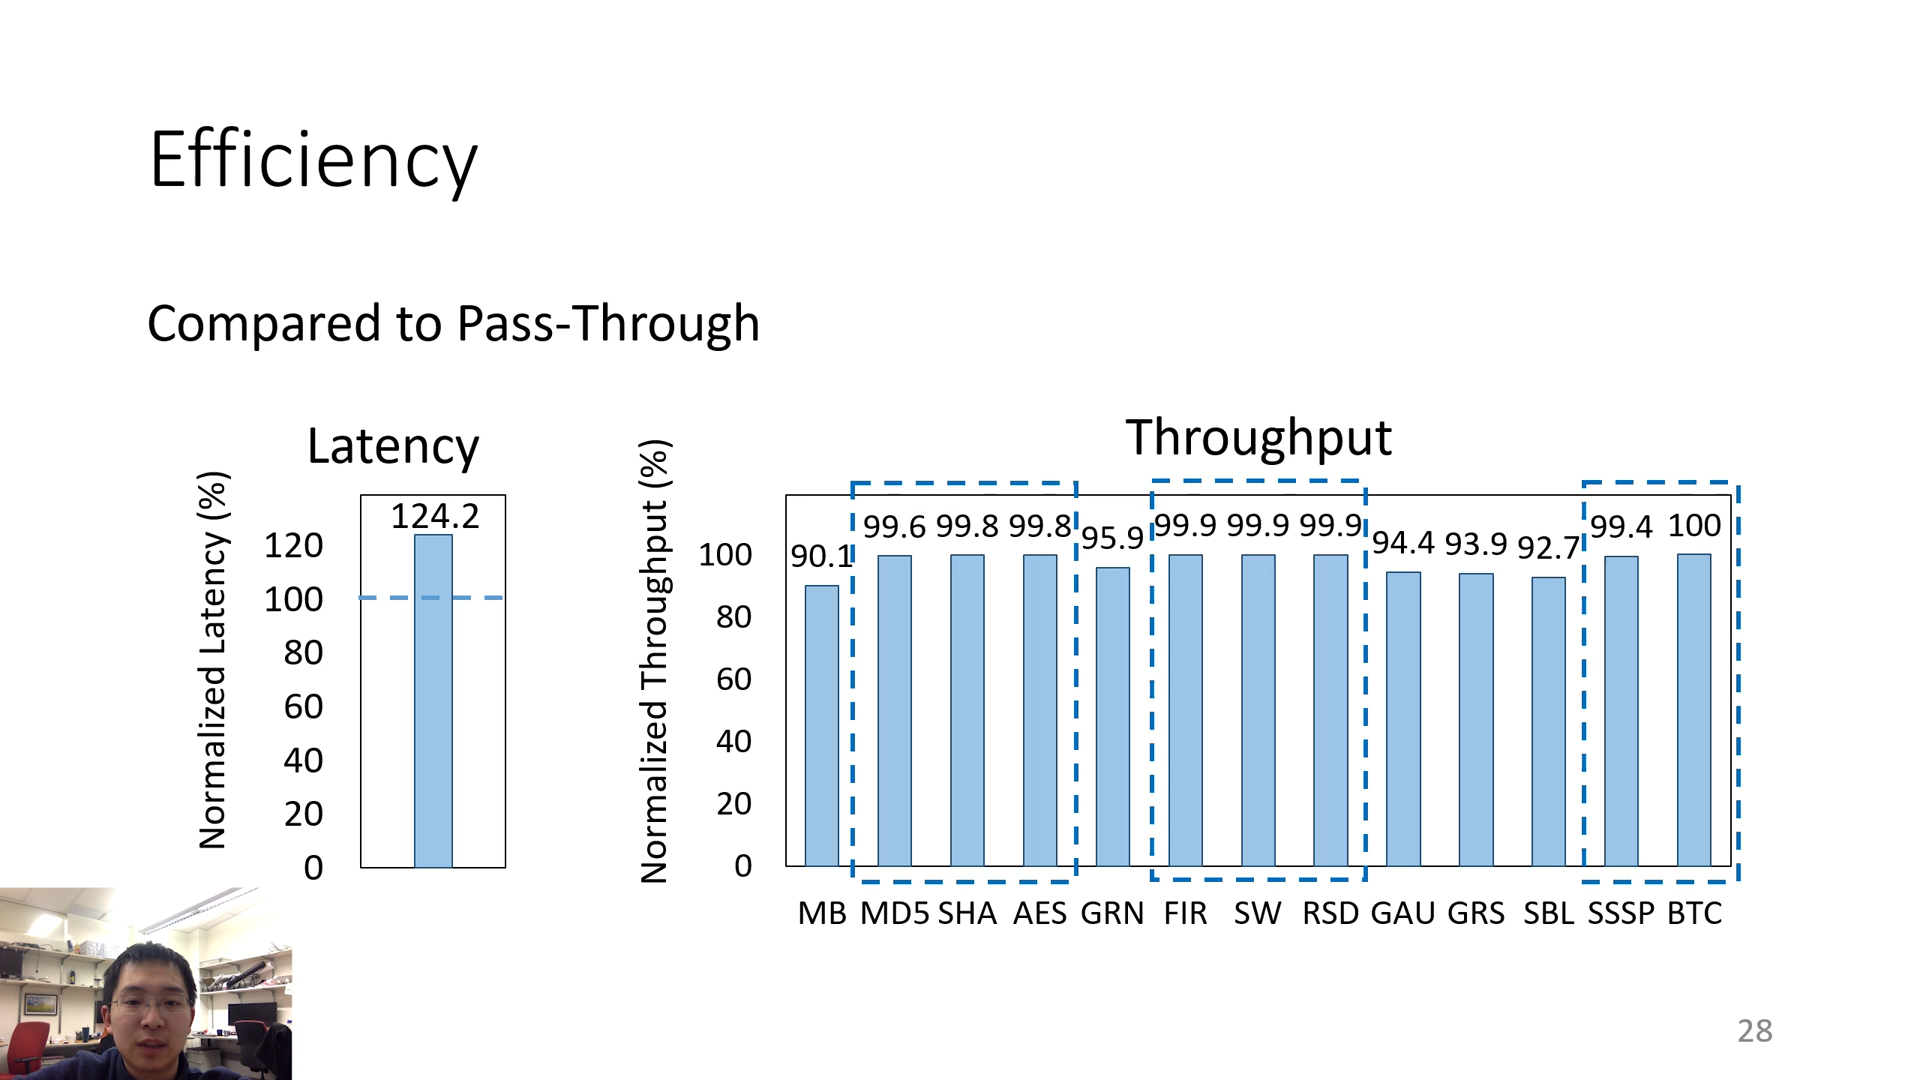 Efficiency
Compared to Pass-Through
Latency
Normalized Latency (%)
124.2
120
100
80
60
40
20
0
Throughput
Normalized Throughput (%)
90.1 99.6 99.8 99.8 95.9 99.9 99.9 99.9 94.4 93.9 92.7 99.4 100
100
80
60
40
20
0
MB MD5 SHA AES GRN FIR SW RSD GAU GRS SBL SSSP BTC
28